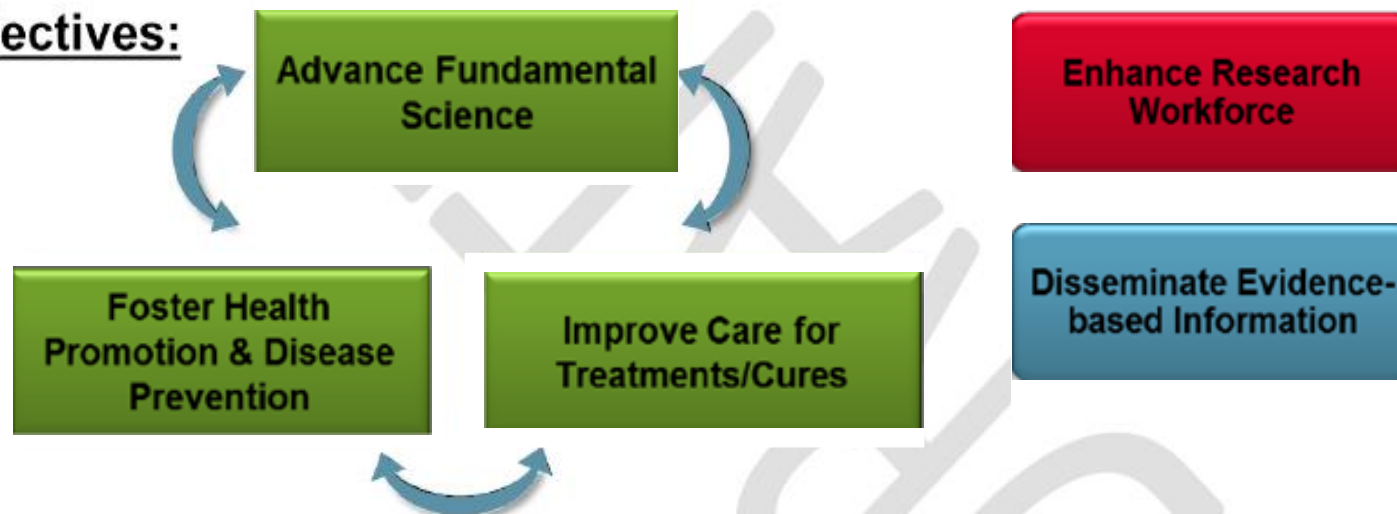 ectives:
Advance Fundamental
Science
Enhance Research
Workforce
Foster Health
Promotion & Disease
Prevention
Improve Care for
Treatments/Cures
Disseminate Evidence-
based Information